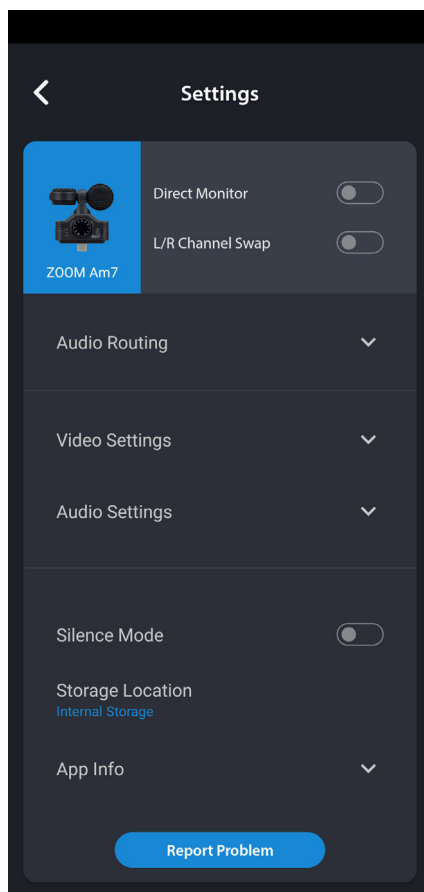 Settings
Direct Monitor
L/R Channel Swap
ZOOM Am7
Audio Routing
Video Settings
Audio Settings
Silence Mode
Storage Location
Internal Storage
App Info
Report Problem